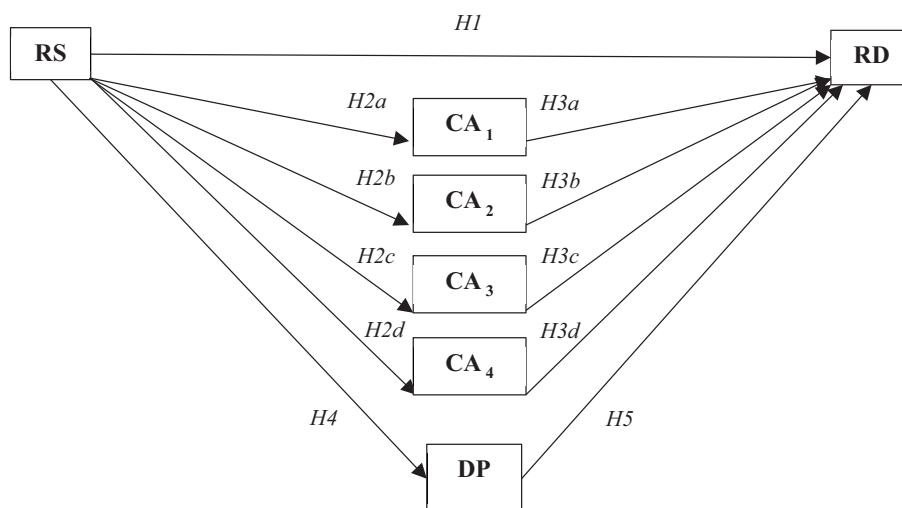 H1
RS
RD
H2a
CA 1
H3a
H2b
CA 2
H3b
H2c
CA 3
H3c
H2d
CA 4
H3d
H4
DP
H5